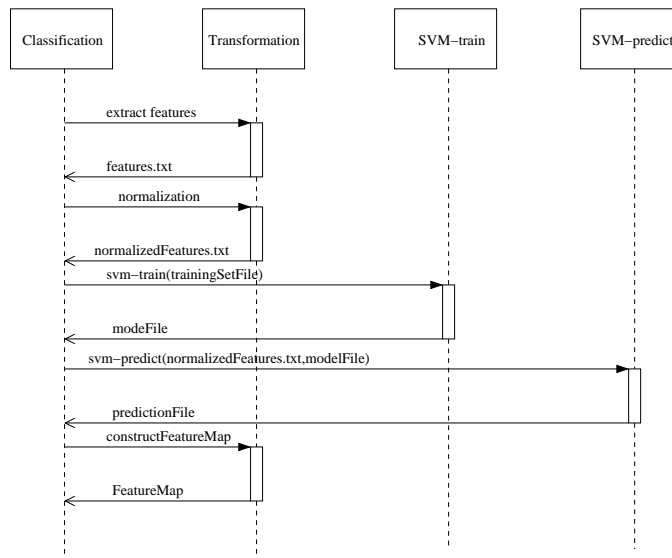 Classification
Transformation
SVM−train
SVM−predict
extract features
features.txt
normalization
normalizedFeatures.txt
svm−train(trainingSetFile)
modeFile
svm−predict(normalizedFeatures.txt,modelFile)
predictionFile
constructFeatureMap
FeatureMap